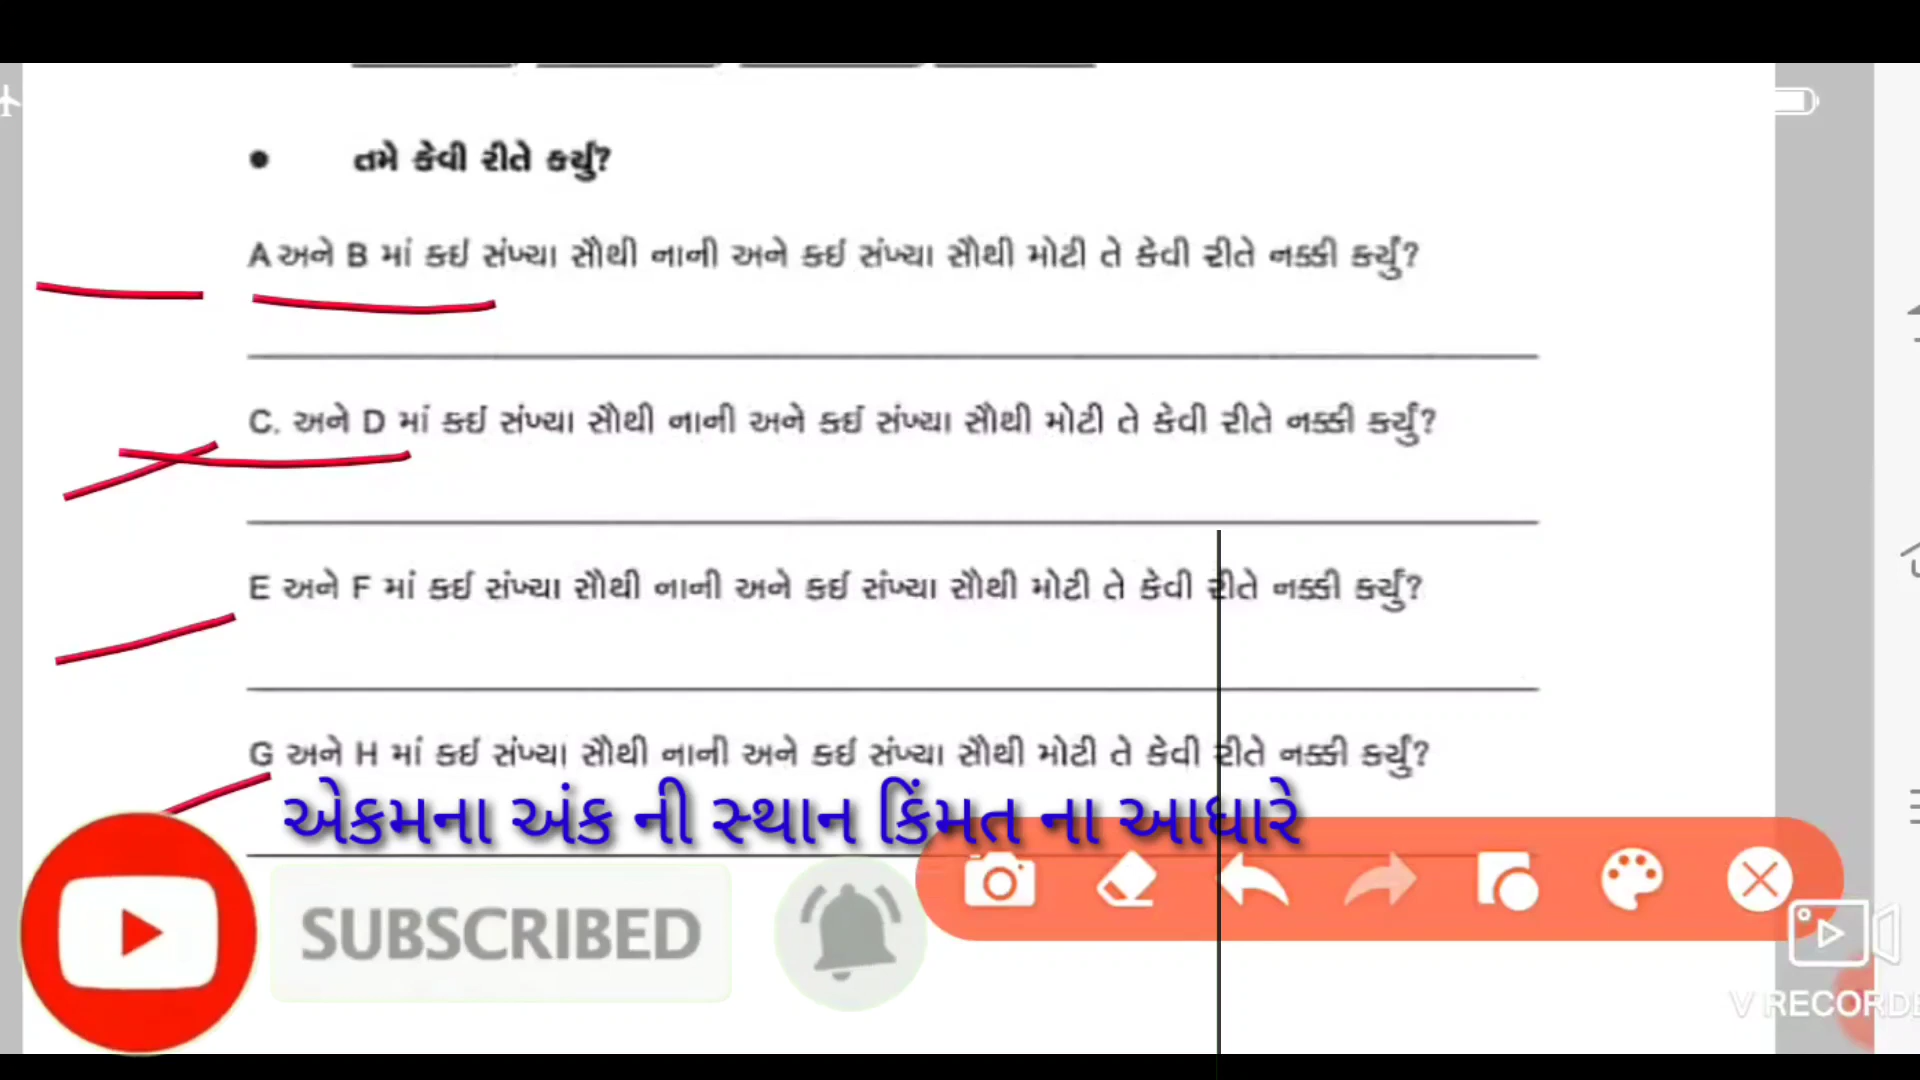 ● તમે કેવી રીતે કર્યું?
A અને B માં કઈ સંખ્યા સૌથી નાની અને કઈ સંખ્યા સૌથી મોટી તે કેવી રીતે નક્કી કર્યું?
C. અને D માં કઈ સંખ્યા સૌથી નાની અને કઈ સંખ્યા સૌથી મોટી તે કેવી રીતે નક્કી કર્યું?
E અને F માં કઈ સંખ્યા સૌથી નાની અને કઈ સંખ્યા સૌથી મોટી તે કેવી રીતે નક્કી કર્યું?
G અને H માં કઈ સંખ્યા સૌથી નાની અને કઈ સંખ્યા સૌથી મોટી તે કેવી રીતે નક્કી કર્યું?
એકમના અંક ની સ્થાન કિંમત ના આધારે
SUBSCRIBED
V RECORDE